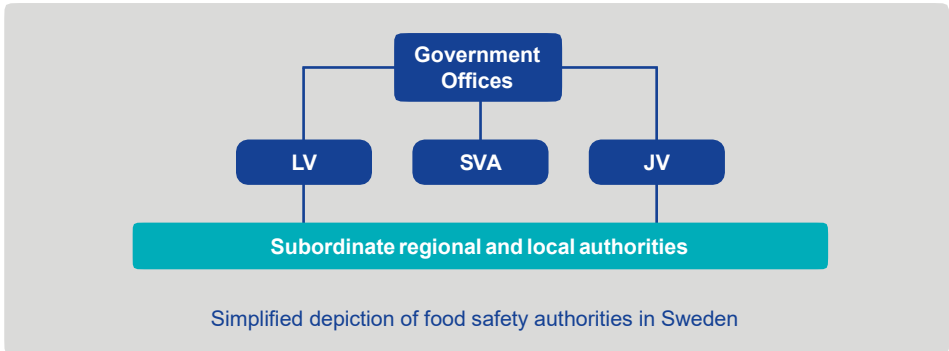 Government
Offices
LV
SVA
JV
Subordinate regional and local authorities
Simplified depiction of food safety authorities in Sweden